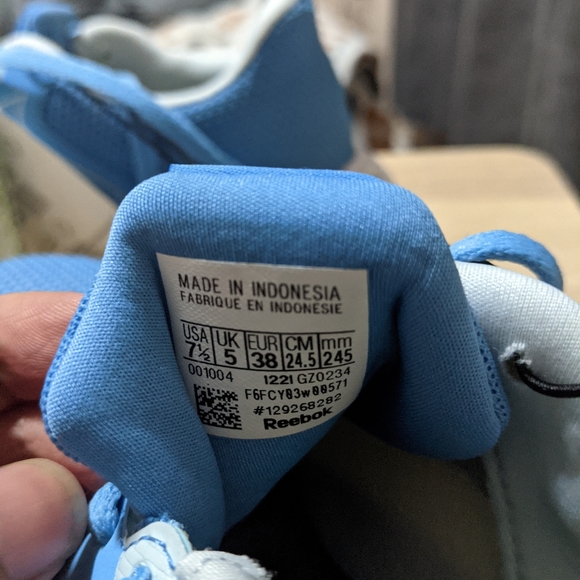 MADE IN INDONESIA
FABRIQUE EN INDONESIE
USA UK EUR CM mm
7½ 5 38 24.5 245
001004 1221 GZ0234
F6FCY03w00571
#129268282
Reebok